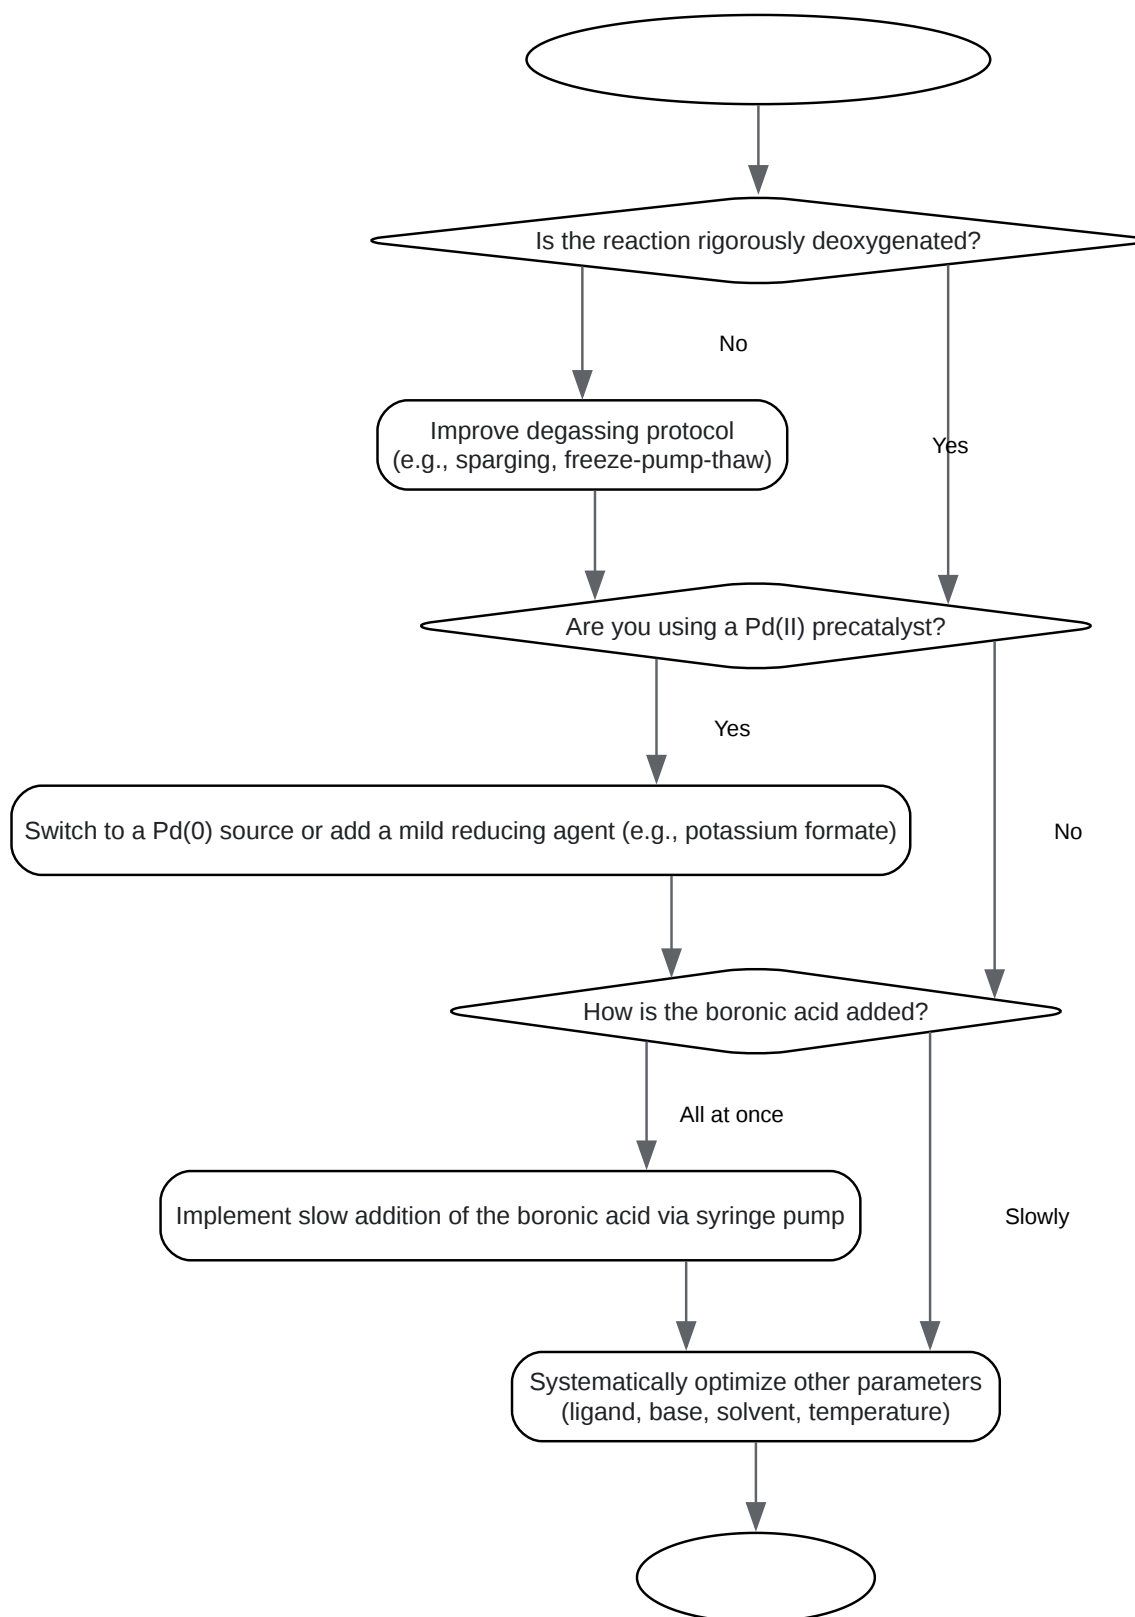 Is the reaction rigorously deoxygenated?
No
Improve degassing protocol
(e.g., sparging, freeze-pump-thaw)
Yes
Are you using a Pd(II) precatalyst?
Yes
Switch to a Pd(0) source or add a mild reducing agent (e.g., potassium formate)
No
How is the boronic acid added?
All at once
Implement slow addition of the boronic acid via syringe pump
Slowly
Systematically optimize other parameters
(ligand, base, solvent, temperature)